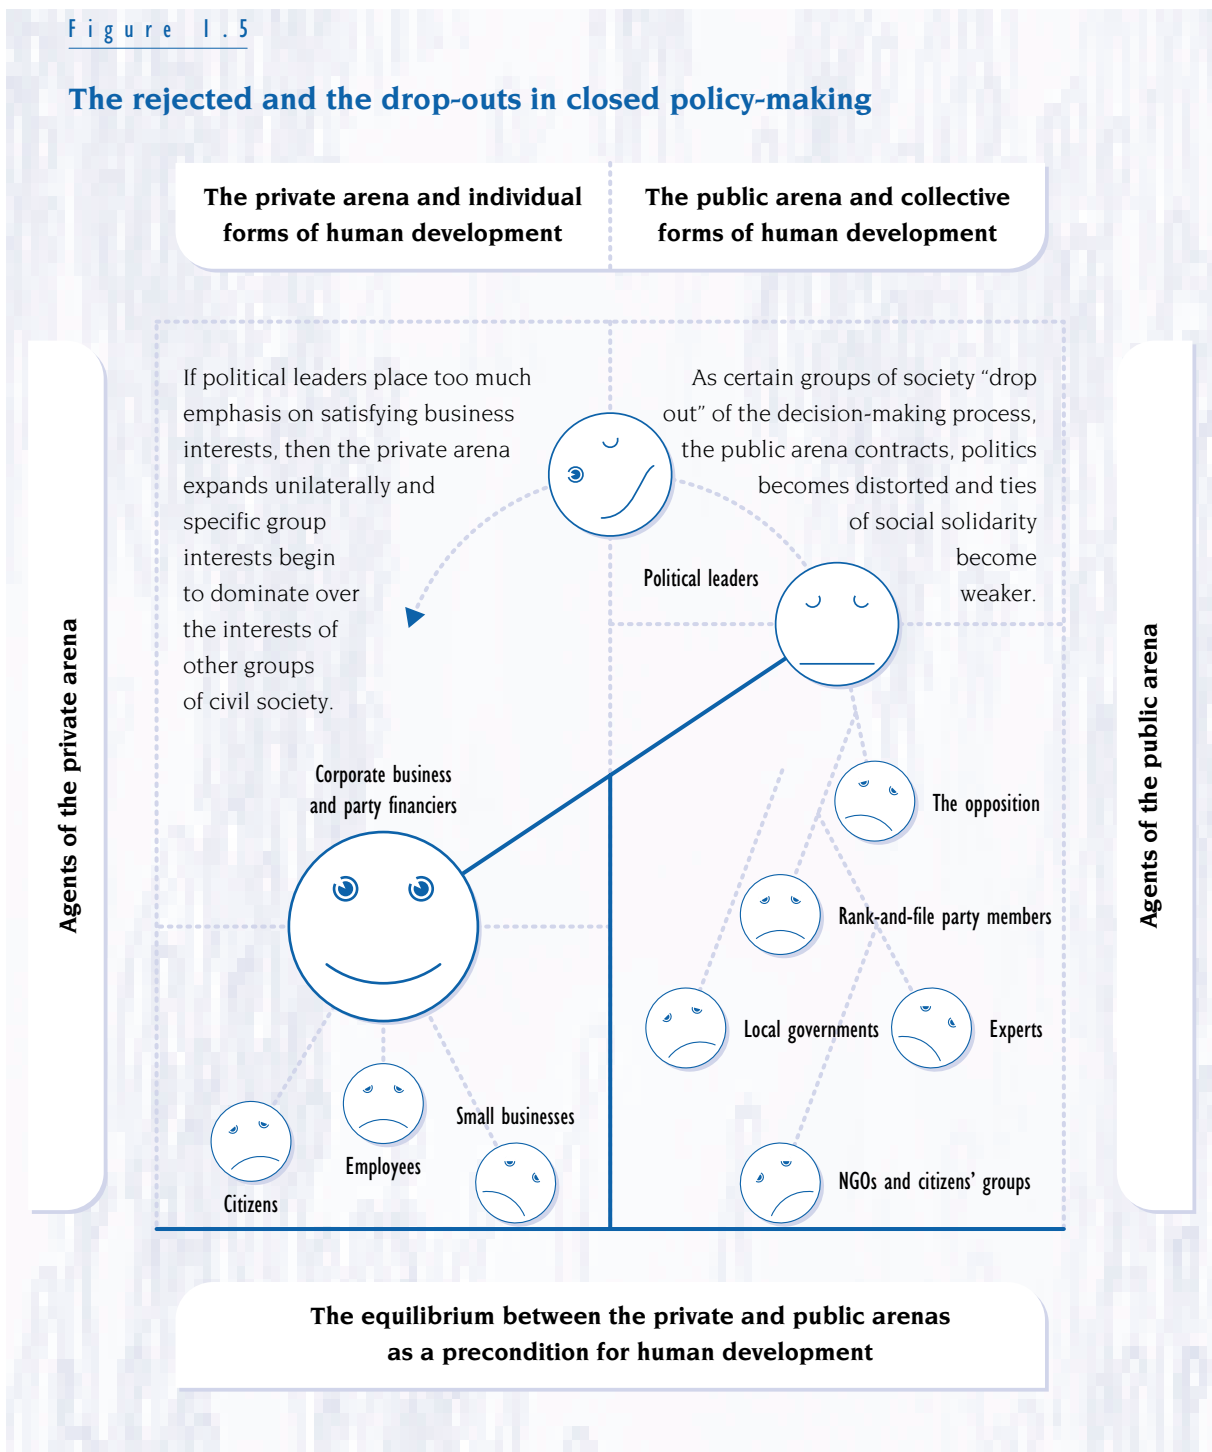 Figure 1.5
The rejected and the drop-outs in closed policy-making
The private arena and individual
forms of human development
The public arena and collective
forms of human development
If political leaders place too much
emphasis on satisfying business
interests, then the private arena
expands unilaterally and
specific group
interests begin
to dominate over
the interests of
other groups
of civil society.
As certain groups of society “drop
out” of the decision-making process,
the public arena contracts, politics
becomes distorted and ties
of social solidarity
become
weaker.
Political leaders
Agents of the private arena
Agents of the public arena
Corporate business
and party financiers
The opposition
Rank-and-file party members
Local governments
Experts
Small businesses
Employees
Citizens
NGOs and citizens’ groups
The equilibrium between the private and public arenas
as a precondition for human development